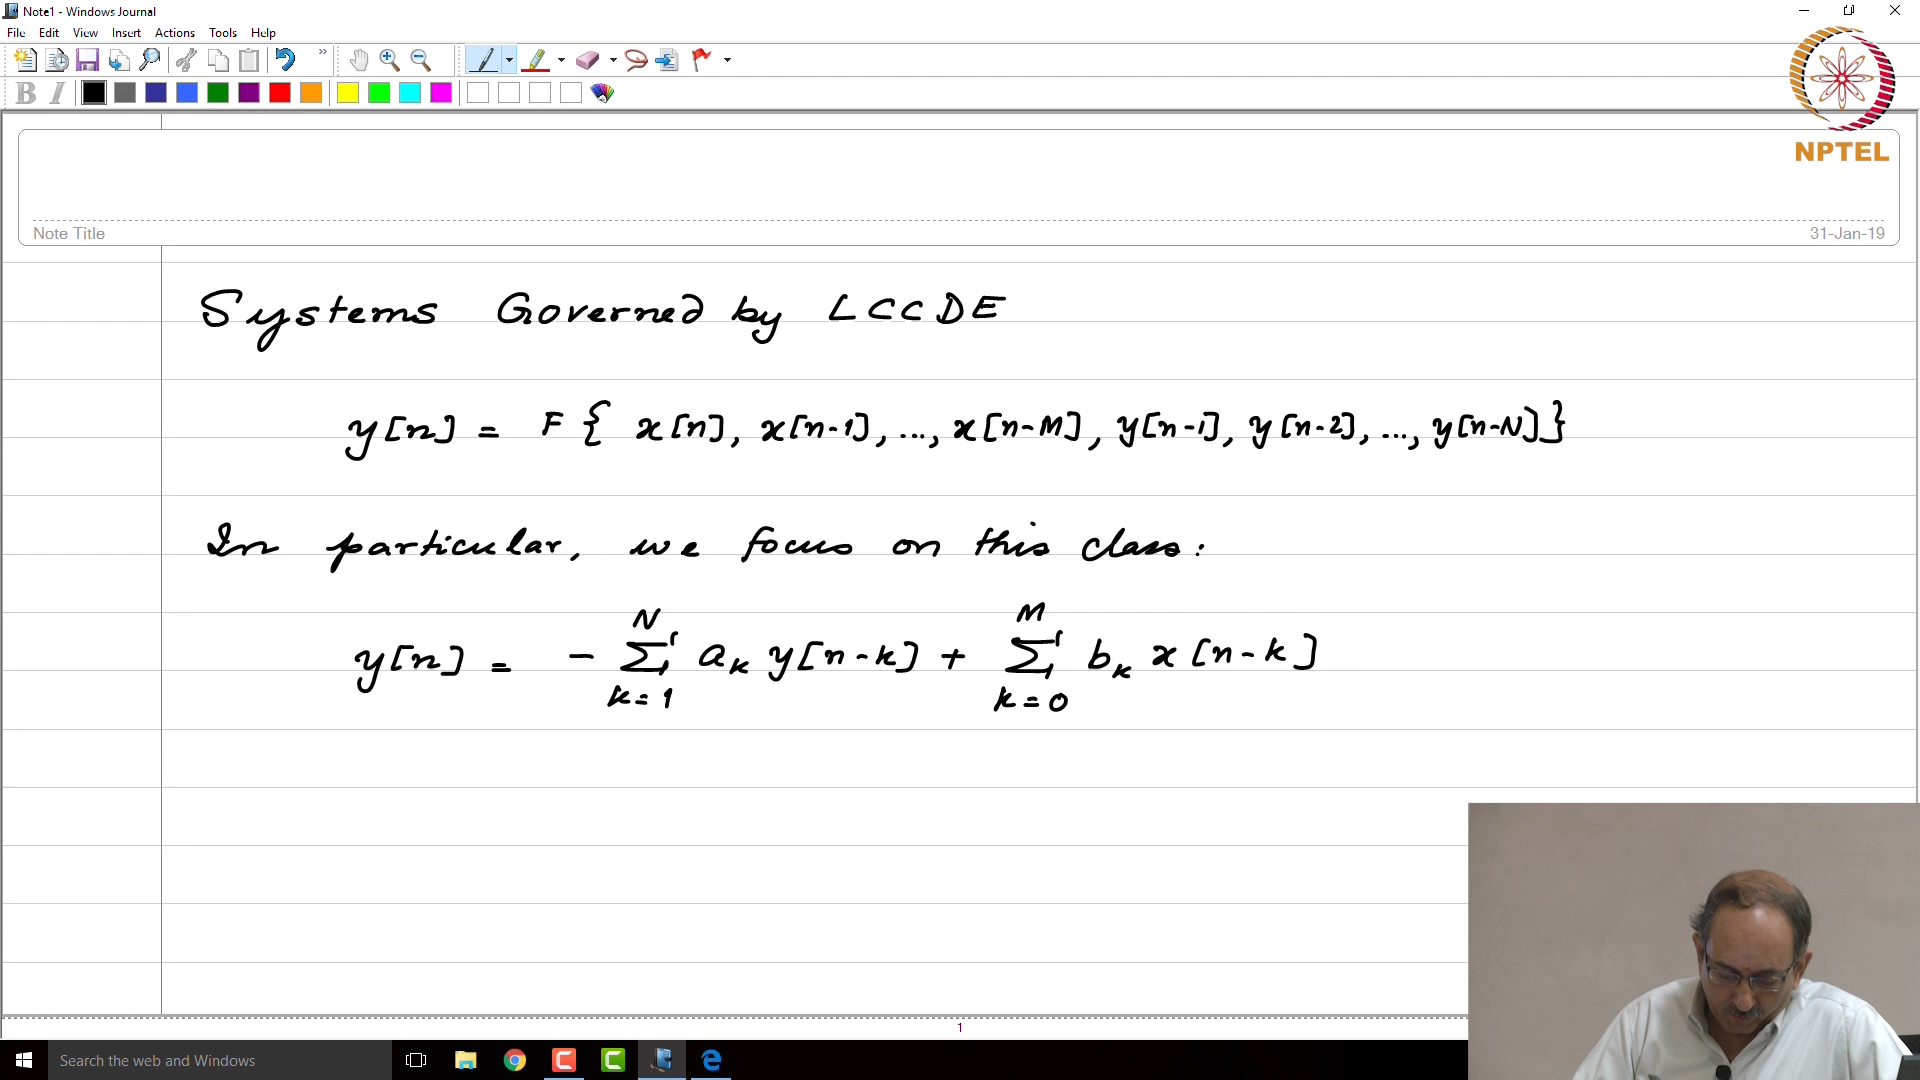 Note1 - Windows Journal
File Edit View Insert Actions Tools Help
B I
NPTEL
Note Title
31-Jan-19
Systems Governed by LCCDE
y[n] = F { x[n], x[n-1], ..., x[n-M], y[n-1], y[n-2], ..., y[n-N] }
In particular, we focus on this class:
y[n] = - ∑_{k=1}^{N} a_k y[n-k] + ∑_{k=0}^{M} b_k x[n-k]
1
Search the web and Windows